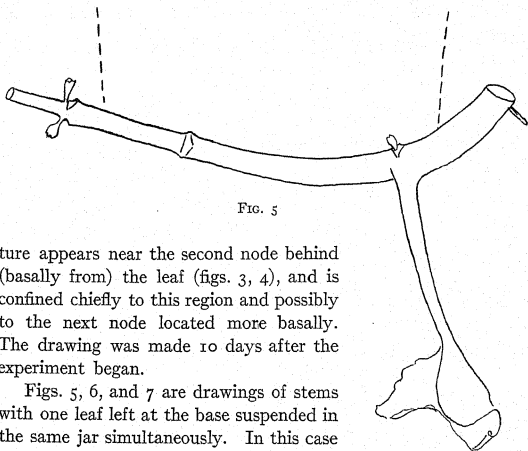 FIG. 5
ture appears near the second node behind
(basally from) the leaf (figs. 3, 4), and is
confined chiefly to this region and possibly
to the next node located more basally.
The drawing was made 10 days after the
experiment began.
Figs. 5, 6, and 7 are drawings of stems
with one leaf left at the base suspended in
the same jar simultaneously. In this case